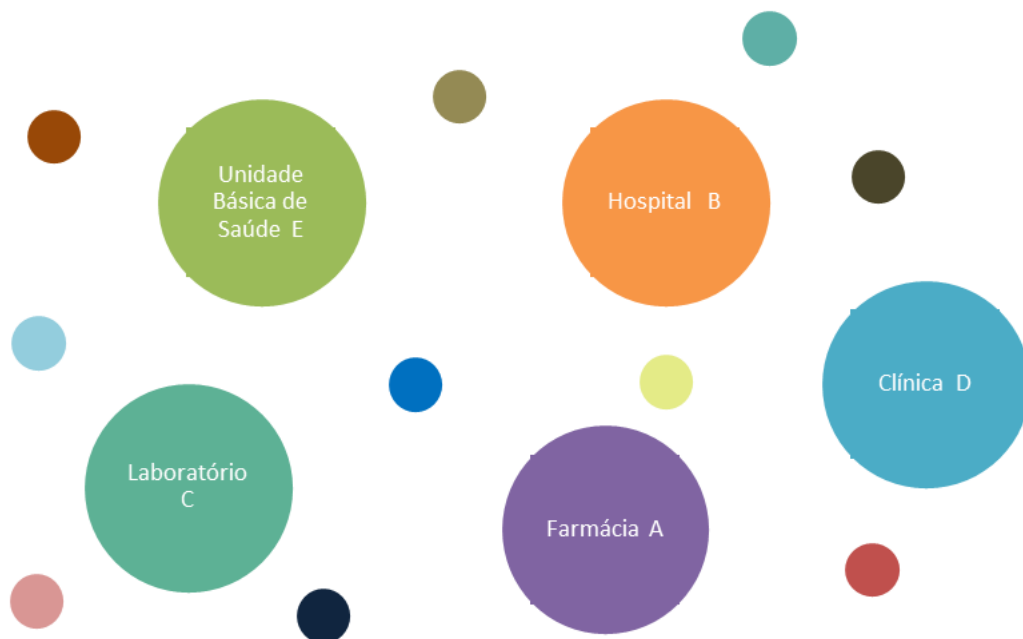 Unidade
Básica de
Saúde E
Hospital B
Clínica D
Laboratório
C
Farmácia A